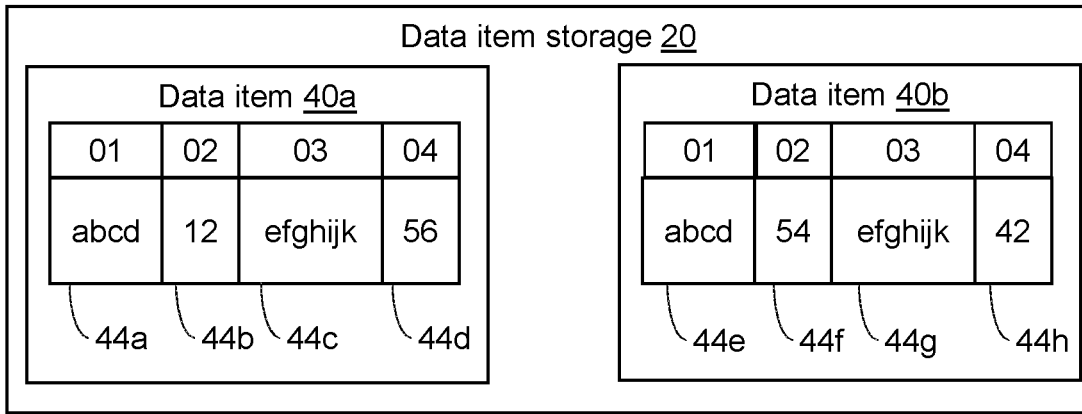 Data item storage 20
Data item 40a
01 02 03 04
abcd 12 efghijk 56
44a 44b 44c 44d
Data item 40b
01 02 03 04
abcd 54 efghijk 42
44e 44f 44g 44h